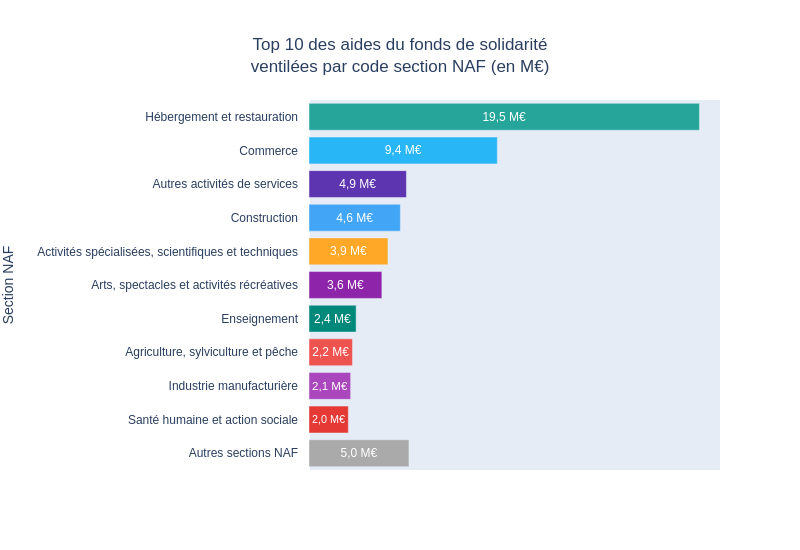 Top 10 des aides du fonds de solidarité
ventilées par code section NAF (en M€)
Section NAF
Hébergement et restauration 19,5 M€
Commerce 9,4 M€
Autres activités de services 4,9 M€
Construction 4,6 M€
Activités spécialisées, scientifiques et techniques 3,9 M€
Arts, spectacles et activités récréatives 3,6 M€
Enseignement 2,4 M€
Agriculture, sylviculture et pêche 2,2 M€
Industrie manufacturière 2,1 M€
Santé humaine et action sociale 2,0 M€
Autres sections NAF 5,0 M€